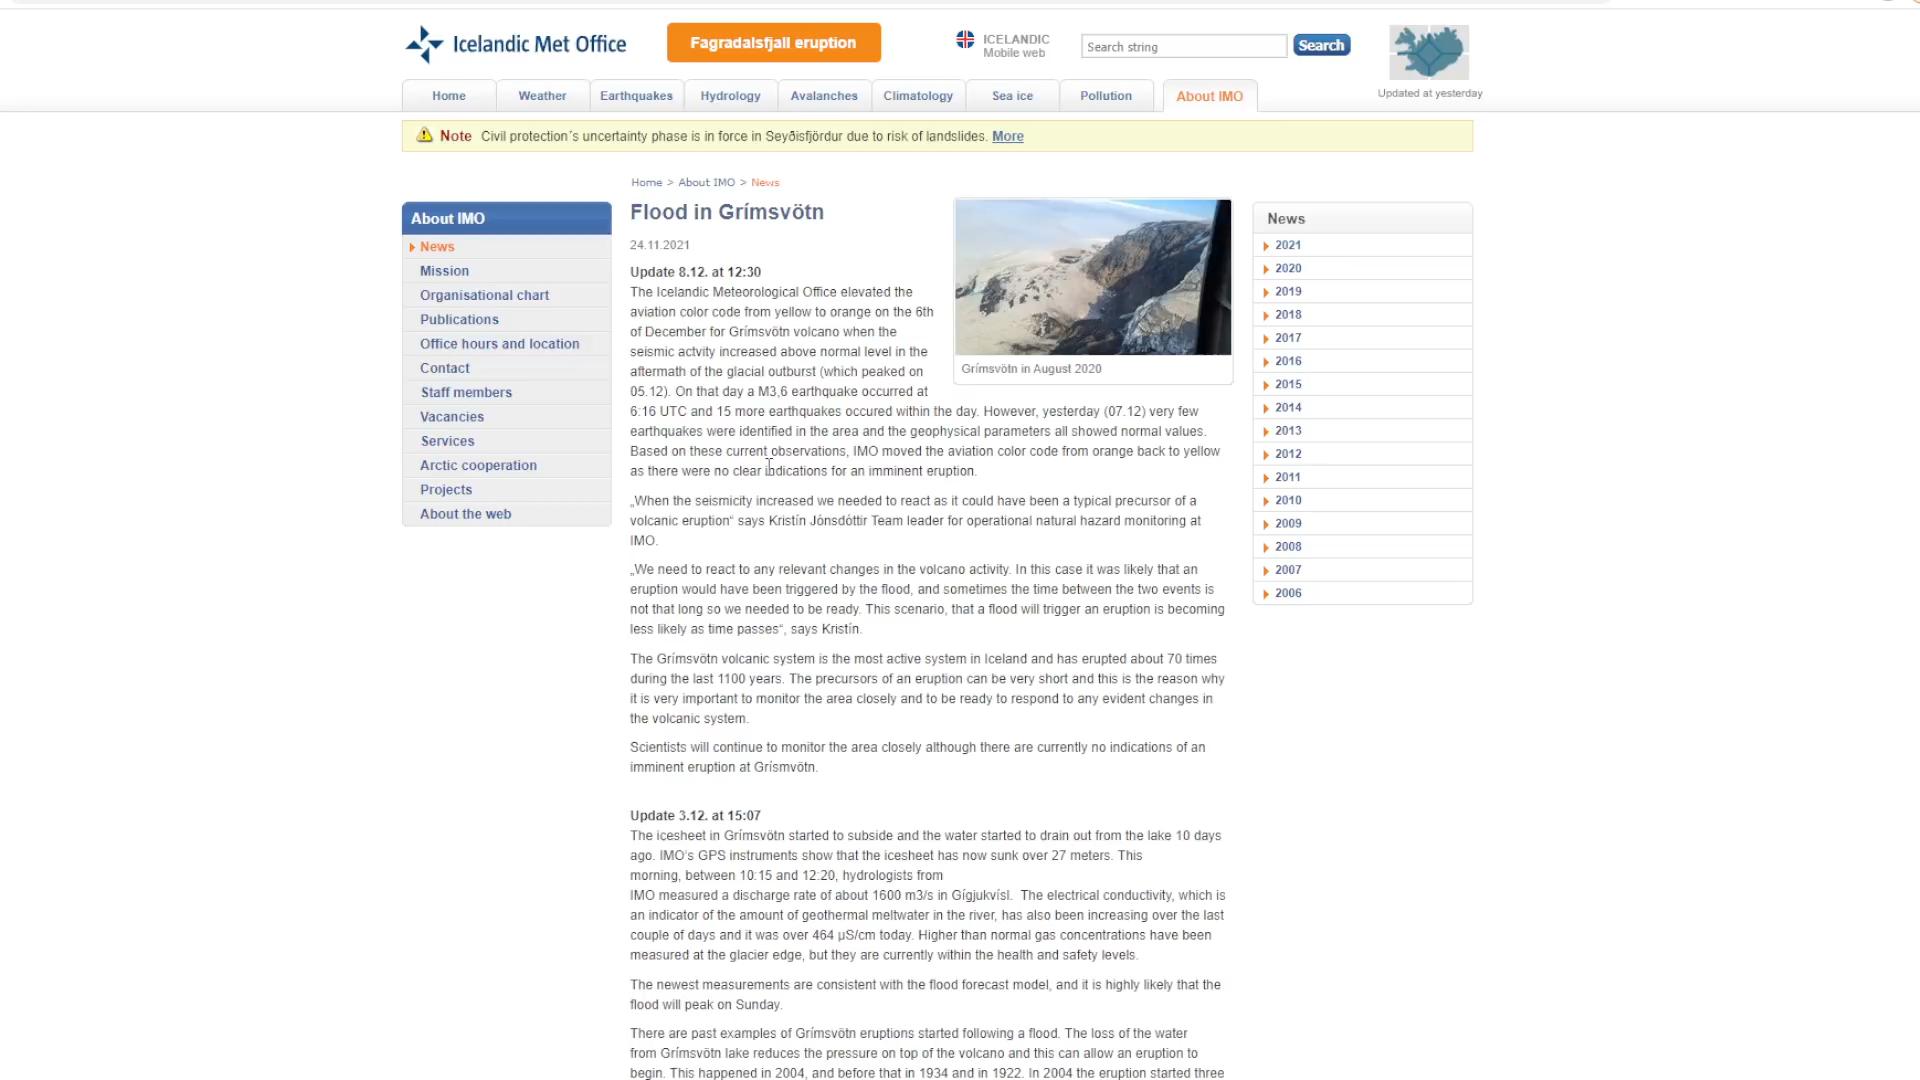 Icelandic Met Office
Fagradalsfjall eruption
ICELANDIC
Mobile web
Search string
Search
Updated at yesterday
Home
Weather
Earthquakes
Hydrology
Avalanches
Climatology
Sea ice
Pollution
About IMO
Note Civil protection´s uncertainty phase is in force in Seyðisfjördur due to risk of landslides. More
Home > About IMO > News
About IMO
News
Mission
Organisational chart
Publications
Office hours and location
Contact
Staff members
Vacancies
Services
Arctic cooperation
Projects
About the web
Flood in Grímsvötn
24.11.2021
Update 8.12. at 12:30
The Icelandic Meteorological Office elevated the
aviation color code from yellow to orange on the 6th
of December for Grímsvötn volcano when the
seismic actvity increased above normal level in the
aftermath of the glacial outburst (which peaked on
05.12). On that day a M3,6 earthquake occurred at
6:16 UTC and 15 more earthquakes occured within the day. However, yesterday (07.12) very few
earthquakes were identified in the area and the geophysical parameters all showed normal values.
Based on these current observations, IMO moved the aviation color code from orange back to yellow
as there were no clear indications for an imminent eruption.
„When the seismicity increased we needed to react as it could have been a typical precursor of a
volcanic eruption“ says Kristín Jónsdóttir Team leader for operational natural hazard monitoring at
IMO.
„We need to react to any relevant changes in the volcano activity. In this case it was likely that an
eruption would have been triggered by the flood, and sometimes the time between the two events is
not that long so we needed to be ready. This scenario, that a flood will trigger an eruption is becoming
less likely as time passes“, says Kristín.
The Grímsvötn volcanic system is the most active system in Iceland and has erupted about 70 times
during the last 1100 years. The precursors of an eruption can be very short and this is the reason why
it is very important to monitor the area closely and to be ready to respond to any evident changes in
the volcanic system.
Scientists will continue to monitor the area closely although there are currently no indications of an
imminent eruption at Grísmvötn.
Update 3.12. at 15:07
The icesheet in Grímsvötn started to subside and the water started to drain out from the lake 10 days
ago. IMO‘s GPS instruments show that the icesheet has now sunk over 27 meters. This
morning, between 10:15 and 12:20, hydrologists from
IMO measured a discharge rate of about 1600 m3/s in Gígjukvísl. The electrical conductivity, which is
an indicator of the amount of geothermal meltwater in the river, has also been increasing over the last
couple of days and it was over 464 µS/cm today. Higher than normal gas concentrations have been
measured at the glacier edge, but they are currently within the health and safety levels.
The newest measurements are consistent with the flood forecast model, and it is highly likely that the
flood will peak on Sunday.
There are past examples of Grímsvötn eruptions started following a flood. The loss of the water
from Grímsvötn lake reduces the pressure on top of the volcano and this can allow an eruption to
begin. This happened in 2004, and before that in 1934 and in 1922. In 2004 the eruption started three
Grímsvötn in August 2020
News
2021
2020
2019
2018
2017
2016
2015
2014
2013
2012
2011
2010
2009
2008
2007
2006